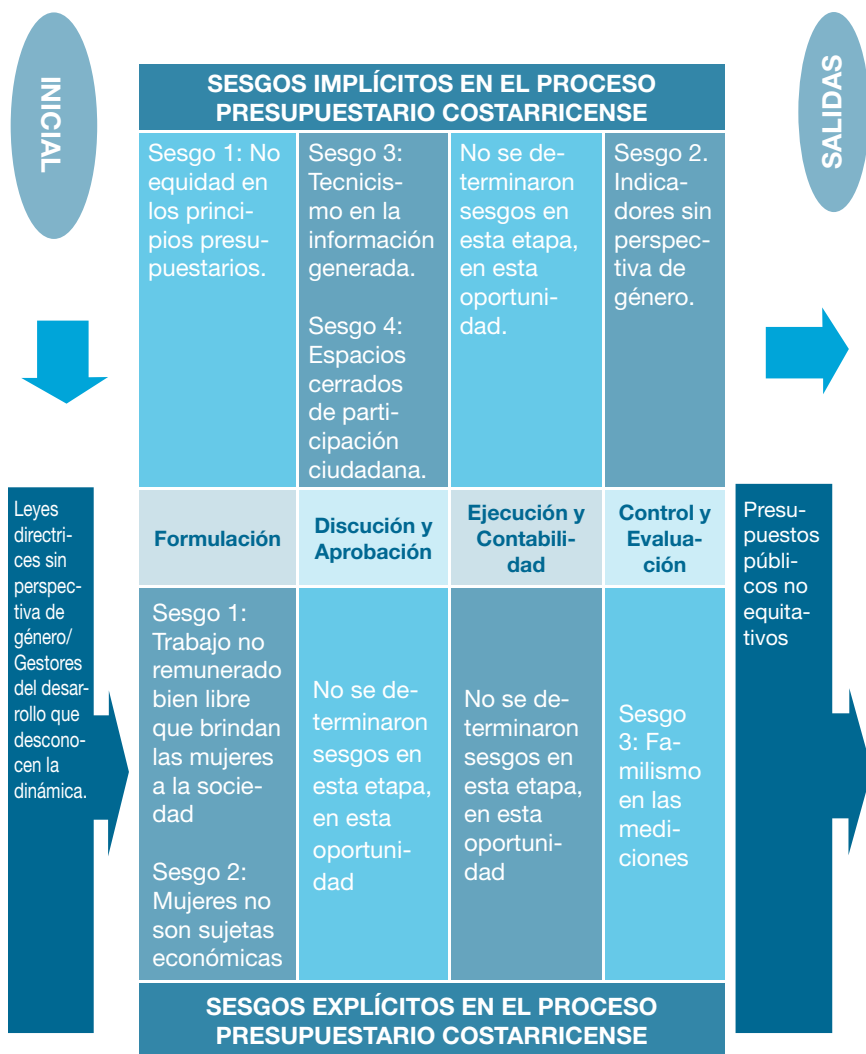 INICIAL
SESGOS IMPLÍCITOS EN EL PROCESO
PRESUPUESTARIO COSTARRICENSE
SALIDAS
Sesgo 1: No
equidad en
los princi-
pios presu-
puestarios.
Sesgo 3:
Tecnicis-
mo en la
información
generada.
Sesgo 4:
Espacios
cerrados
de parti-
cipación
ciudadana.
No se de-
terminaron
sesgos en
esta etapa,
en esta
oportuni-
dad.
Sesgo 2.
Indica-
dores sin
perspec-
tiva de
género.
Leyes
directri-
ces sin
perspec-
tiva de
género/
Gestores
del desar-
rollo que
descono-
cen la
dinámica.
Formulación
Discución y
Aprobación
Ejecución y
Contabili-
dad
Control y
Evalua-
ción
Presu-
puestos
públi-
cos no
equita-
tivos
Sesgo 1:
Trabajo no
remunerado
bien libre
que brindan
las mujeres
a la socie-
dad
Sesgo 2:
Mujeres no
son sujetas
económicas
No se de-
terminaron
sesgos en
esta etapa,
en esta
oportuni-
dad
No se de-
terminaron
sesgos en
esta etapa,
en esta
oportuni-
dad
Sesgo
3: Fa-
milismo
en las
medi-
ciones
SESGOS EXPLÍCITOS EN EL PROCESO
PRESUPUESTARIO COSTARRICENSE